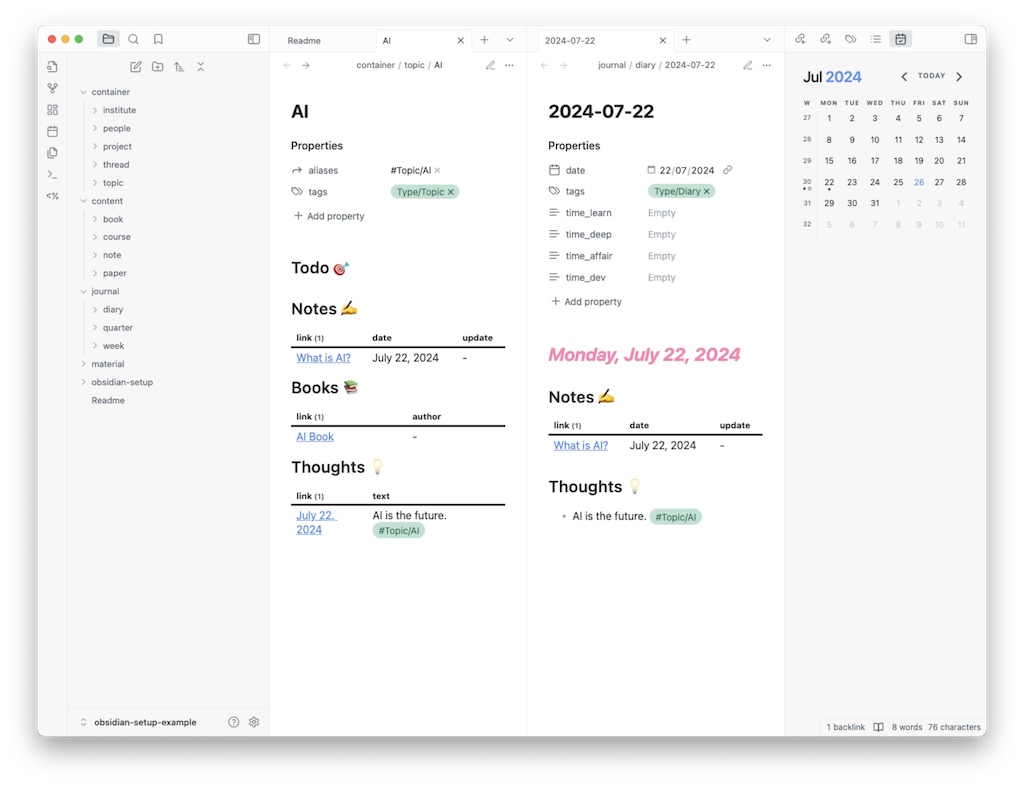 Readme
AI
2024-07-22
container
institute
people
project
thread
topic
content
book
course
note
paper
journal
diary
quarter
week
material
obsidian-setup
Readme
obsidian-setup-example
container / topic / AI
AI
Properties
aliases #Topic/AI
tags Type/Topic
Add property
Todo 🎯
Notes ✍️
link (1) date update
What is AI? July 22, 2024 -
Books 📚
link (1) author
AI Book -
Thoughts 💡
link (1) text
July 22, AI is the future.
2024 #Topic/AI
journal / diary / 2024-07-22
2024-07-22
Properties
date 22/07/2024
tags Type/Diary
time_learn Empty
time_deep Empty
time_affair Empty
time_dev Empty
Add property
Monday, July 22, 2024
Notes ✍️
link (1) date update
What is AI? July 22, 2024 -
Thoughts 💡
• AI is the future. #Topic/AI
Jul 2024 TODAY
W MON TUE WED THU FRI SAT SUN
27 1 2 3 4 5 6 7
28 8 9 10 11 12 13 14
29 15 16 17 18 19 20 21
30 22 23 24 25 26 27 28
31 29 30 31 1 2 3 4
32 5 6 7 8 9 10 11
1 backlink 8 words 76 characters